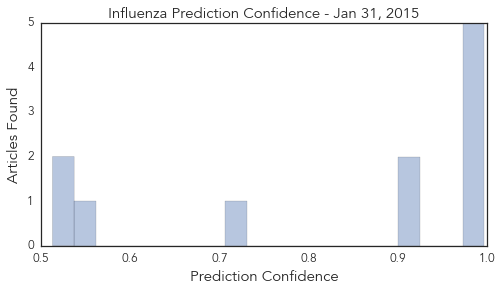 Influenza Prediction Confidence - Jan 31, 2015
5
4
3
2
1
0
Articles Found
0.5 0.6 0.7 0.8 0.9 1.0
Prediction Confidence